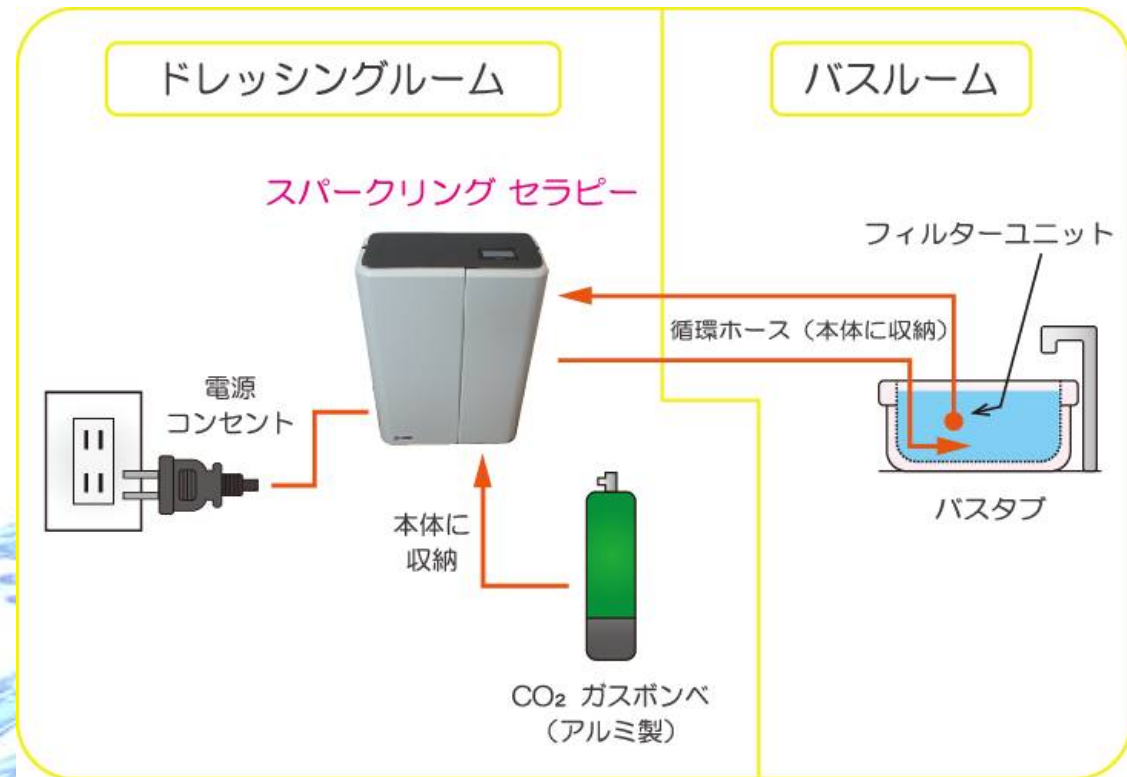 ドレッシングルーム
バスルーム
スパークリング セラピー
フィルターユニット
循環ホース（本体に収納）
電源
コンセント
本体に
収納
バスタブ
CO₂ ガスボンベ
（アルミ製）